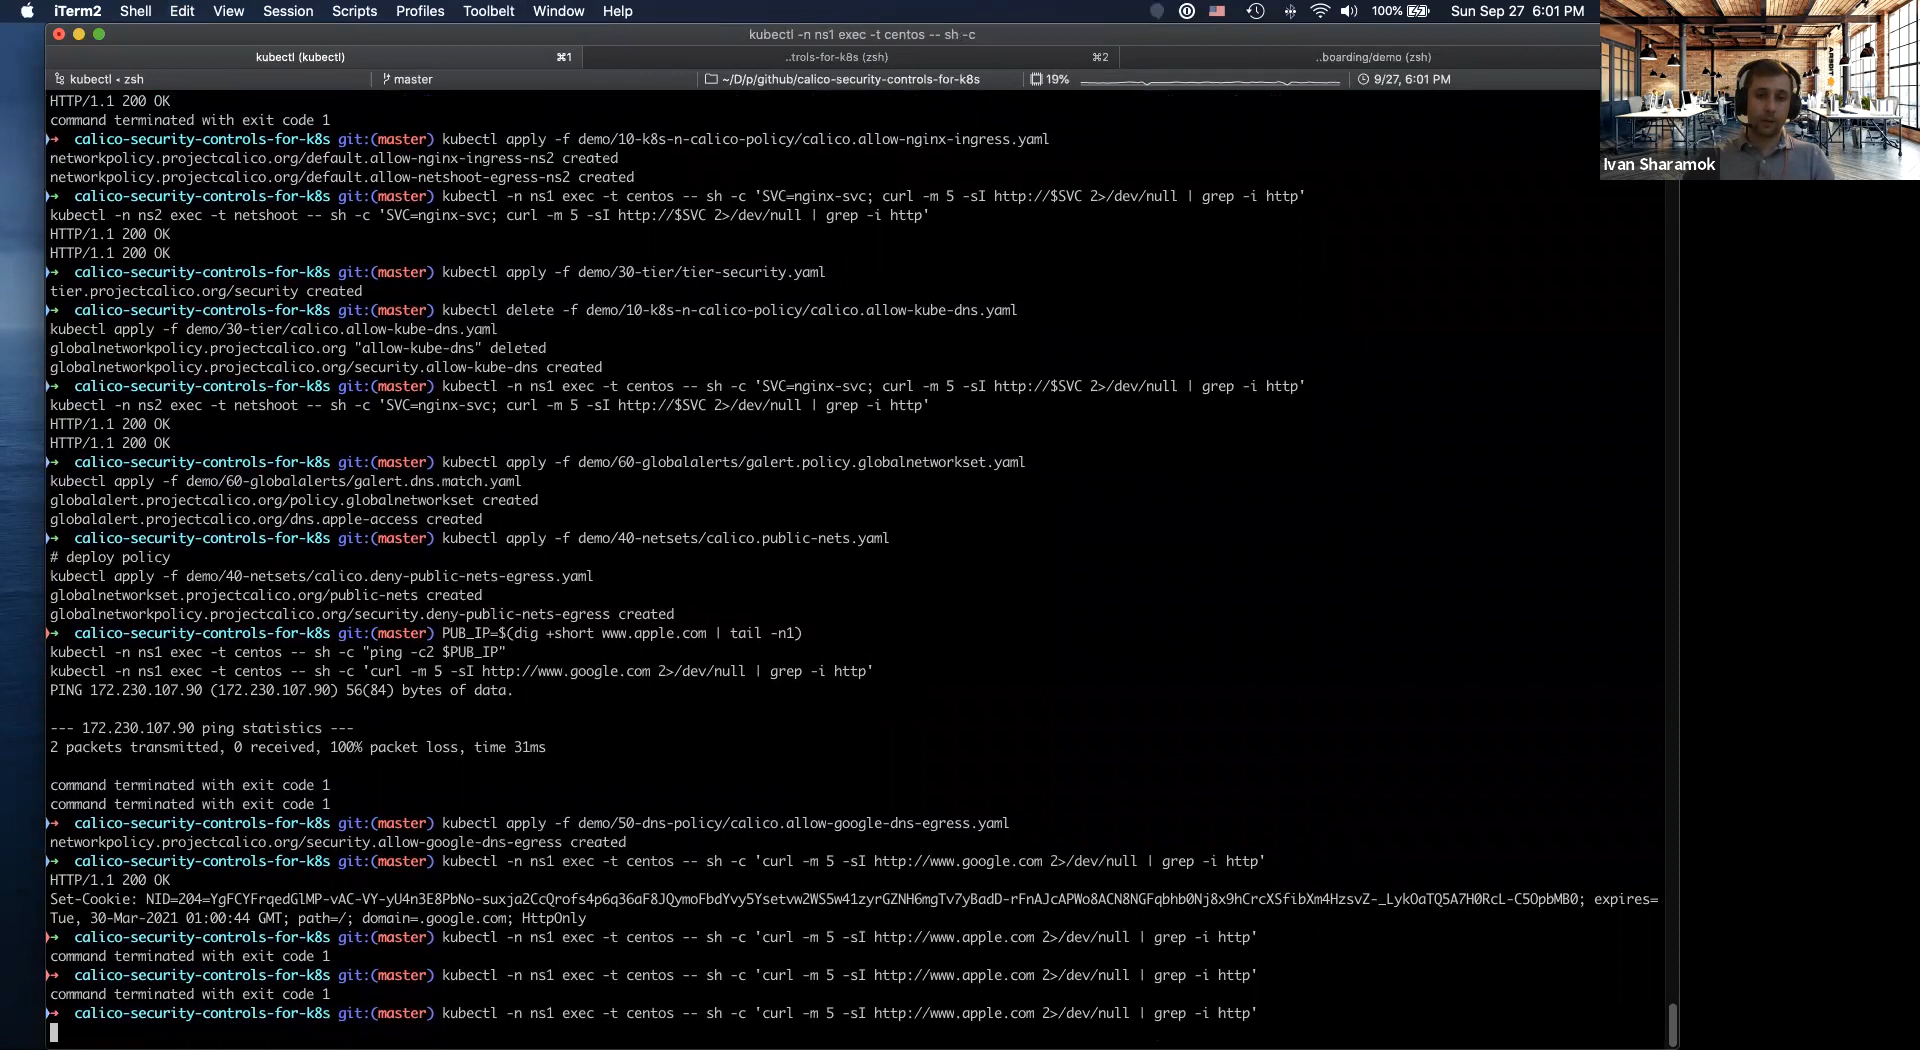 iTerm2 Shell Edit View Session Scripts Profiles Toolbelt Window Help 100% Sun Sep 27 6:01 PM
kubectl -n ns1 exec -t centos -- sh -c
kubectl (kubectl) ⌘1 ..trols-for-k8s (zsh) ⌘2 ..boarding/demo (zsh)
kubectl ◂ zsh master ~/D/p/github/calico-security-controls-for-k8s 19% 9/27, 6:01 PM
HTTP/1.1 200 OK
command terminated with exit code 1
➜ calico-security-controls-for-k8s git:(master) kubectl apply -f demo/10-k8s-n-calico-policy/calico.allow-nginx-ingress.yaml
networkpolicy.projectcalico.org/default.allow-nginx-ingress-ns2 created
networkpolicy.projectcalico.org/default.allow-netshoot-egress-ns2 created
➜ calico-security-controls-for-k8s git:(master) kubectl -n ns1 exec -t centos -- sh -c 'SVC=nginx-svc; curl -m 5 -sI http://$SVC 2>/dev/null | grep -i http'
kubectl -n ns2 exec -t netshoot -- sh -c 'SVC=nginx-svc; curl -m 5 -sI http://$SVC 2>/dev/null | grep -i http'
HTTP/1.1 200 OK
HTTP/1.1 200 OK
➜ calico-security-controls-for-k8s git:(master) kubectl apply -f demo/30-tier/tier-security.yaml
tier.projectcalico.org/security created
➜ calico-security-controls-for-k8s git:(master) kubectl delete -f demo/10-k8s-n-calico-policy/calico.allow-kube-dns.yaml
kubectl apply -f demo/30-tier/calico.allow-kube-dns.yaml
globalnetworkpolicy.projectcalico.org "allow-kube-dns" deleted
globalnetworkpolicy.projectcalico.org/security.allow-kube-dns created
➜ calico-security-controls-for-k8s git:(master) kubectl -n ns1 exec -t centos -- sh -c 'SVC=nginx-svc; curl -m 5 -sI http://$SVC 2>/dev/null | grep -i http'
kubectl -n ns2 exec -t netshoot -- sh -c 'SVC=nginx-svc; curl -m 5 -sI http://$SVC 2>/dev/null | grep -i http'
HTTP/1.1 200 OK
HTTP/1.1 200 OK
➜ calico-security-controls-for-k8s git:(master) kubectl apply -f demo/60-globalalerts/galert.policy.globalnetworkset.yaml
kubectl apply -f demo/60-globalalerts/galert.dns.match.yaml
globalalert.projectcalico.org/policy.globalnetworkset created
globalalert.projectcalico.org/dns.apple-access created
➜ calico-security-controls-for-k8s git:(master) kubectl apply -f demo/40-netsets/calico.public-nets.yaml
# deploy policy
kubectl apply -f demo/40-netsets/calico.deny-public-nets-egress.yaml
globalnetworkset.projectcalico.org/public-nets created
globalnetworkpolicy.projectcalico.org/security.deny-public-nets-egress created
➜ calico-security-controls-for-k8s git:(master) PUB_IP=$(dig +short www.apple.com | tail -n1)
kubectl -n ns1 exec -t centos -- sh -c "ping -c2 $PUB_IP"
kubectl -n ns1 exec -t centos -- sh -c 'curl -m 5 -sI http://www.google.com 2>/dev/null | grep -i http'
PING 172.230.107.90 (172.230.107.90) 56(84) bytes of data.
--- 172.230.107.90 ping statistics ---
2 packets transmitted, 0 received, 100% packet loss, time 31ms
command terminated with exit code 1
command terminated with exit code 1
➜ calico-security-controls-for-k8s git:(master) kubectl apply -f demo/50-dns-policy/calico.allow-google-dns-egress.yaml
networkpolicy.projectcalico.org/security.allow-google-dns-egress created
➜ calico-security-controls-for-k8s git:(master) kubectl -n ns1 exec -t centos -- sh -c 'curl -m 5 -sI http://www.google.com 2>/dev/null | grep -i http'
HTTP/1.1 200 OK
Set-Cookie: NID=204=YgFCYFrqedGlMP-vAC-VY-yU4n3E8PbNo-suxja2CcQrofs4p6q36aF8JQymoFbdYvy5Ysetvw2WS5w41zyrGZNH6mgTv7yBadD-rFnAJcAPWo8ACN8NGFqbhb0Nj8x9hCrcXSfibXm4HzsvZ-_LykOaTQ5A7H0RcL-C5OpbMB0; expires=
Tue, 30-Mar-2021 01:00:44 GMT; path=/; domain=.google.com; HttpOnly
➜ calico-security-controls-for-k8s git:(master) kubectl -n ns1 exec -t centos -- sh -c 'curl -m 5 -sI http://www.apple.com 2>/dev/null | grep -i http'
command terminated with exit code 1
➜ calico-security-controls-for-k8s git:(master) kubectl -n ns1 exec -t centos -- sh -c 'curl -m 5 -sI http://www.apple.com 2>/dev/null | grep -i http'
command terminated with exit code 1
➜ calico-security-controls-for-k8s git:(master) kubectl -n ns1 exec -t centos -- sh -c 'curl -m 5 -sI http://www.apple.com 2>/dev/null | grep -i http'
Ivan Sharamok